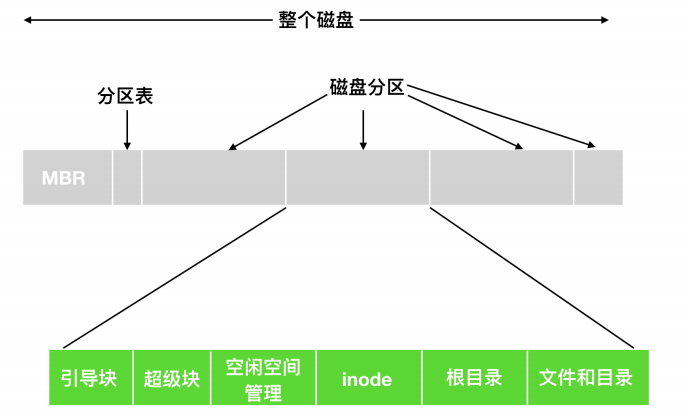 整个磁盘
分区表
磁盘分区
MBR
引导块
超级块
空闲空间
管理
inode
根目录
文件和目录